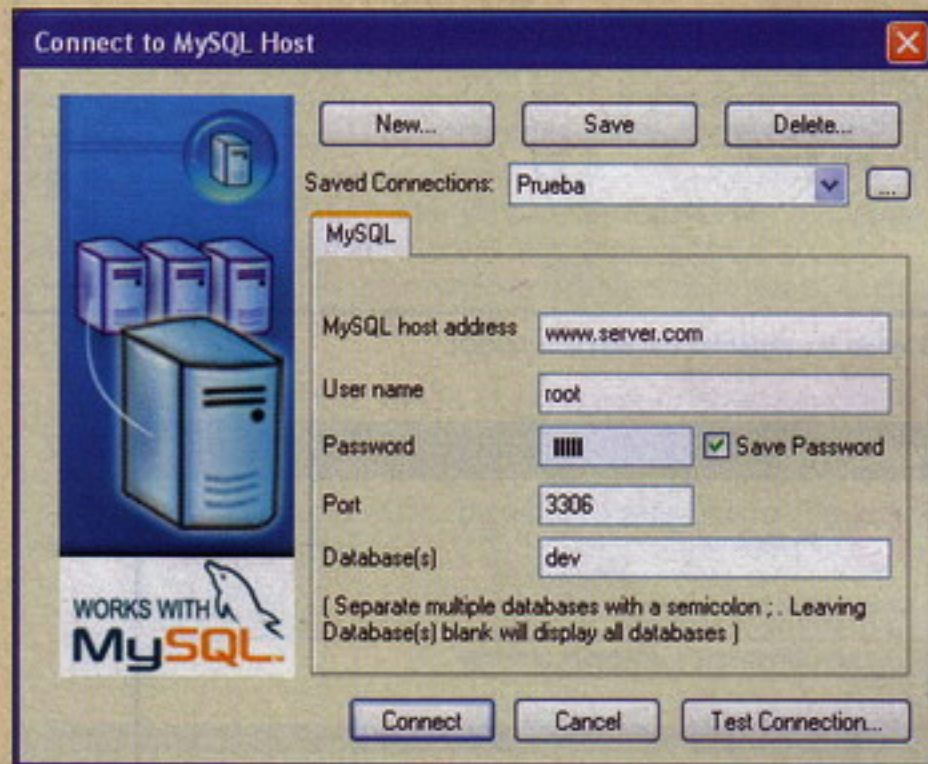 Connect to MySQL Host
New... Save Delete...
Saved Connections: Prueba ...
MySQL
MySQL host address www.server.com
User name root
Password Save Password
Port 3306
Database(s) dev
( Separate multiple databases with a semicolon ; . Leaving
Database(s) blank will display all databases )
WORKS WITH
MySQL
Connect Cancel Test Connection...